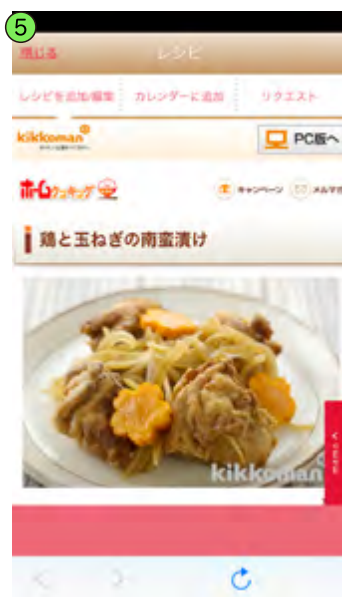 ⑤
閉じる レシピ
レシピを追加/編集 カレンダーに追加 リクエスト
kikkoman
PC版へ
ホームクッキング
キャンペーン メルマガ
鶏と玉ねぎの南蛮漬け
kikkoman